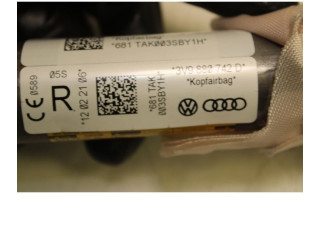 "Kopfairbag"
*681 TAK003SBY1H*
CE 0589
05S
R
*12 02 21 06*
*681 TAK
003SBY1H*
"Kopfairbag"